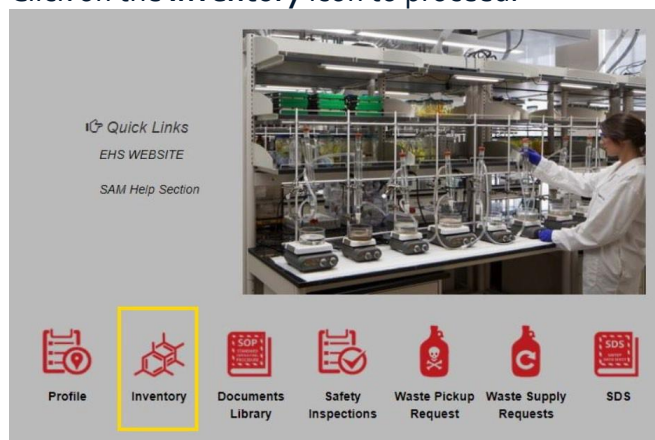 Click on the Inventory icon to proceed.
Quick Links
EHS WEBSITE
SAM Help Section
SOP
SDS
Profile
Inventory
Documents
Library
Safety
Inspections
Waste Pickup
Request
Waste Supply
Requests
SDS